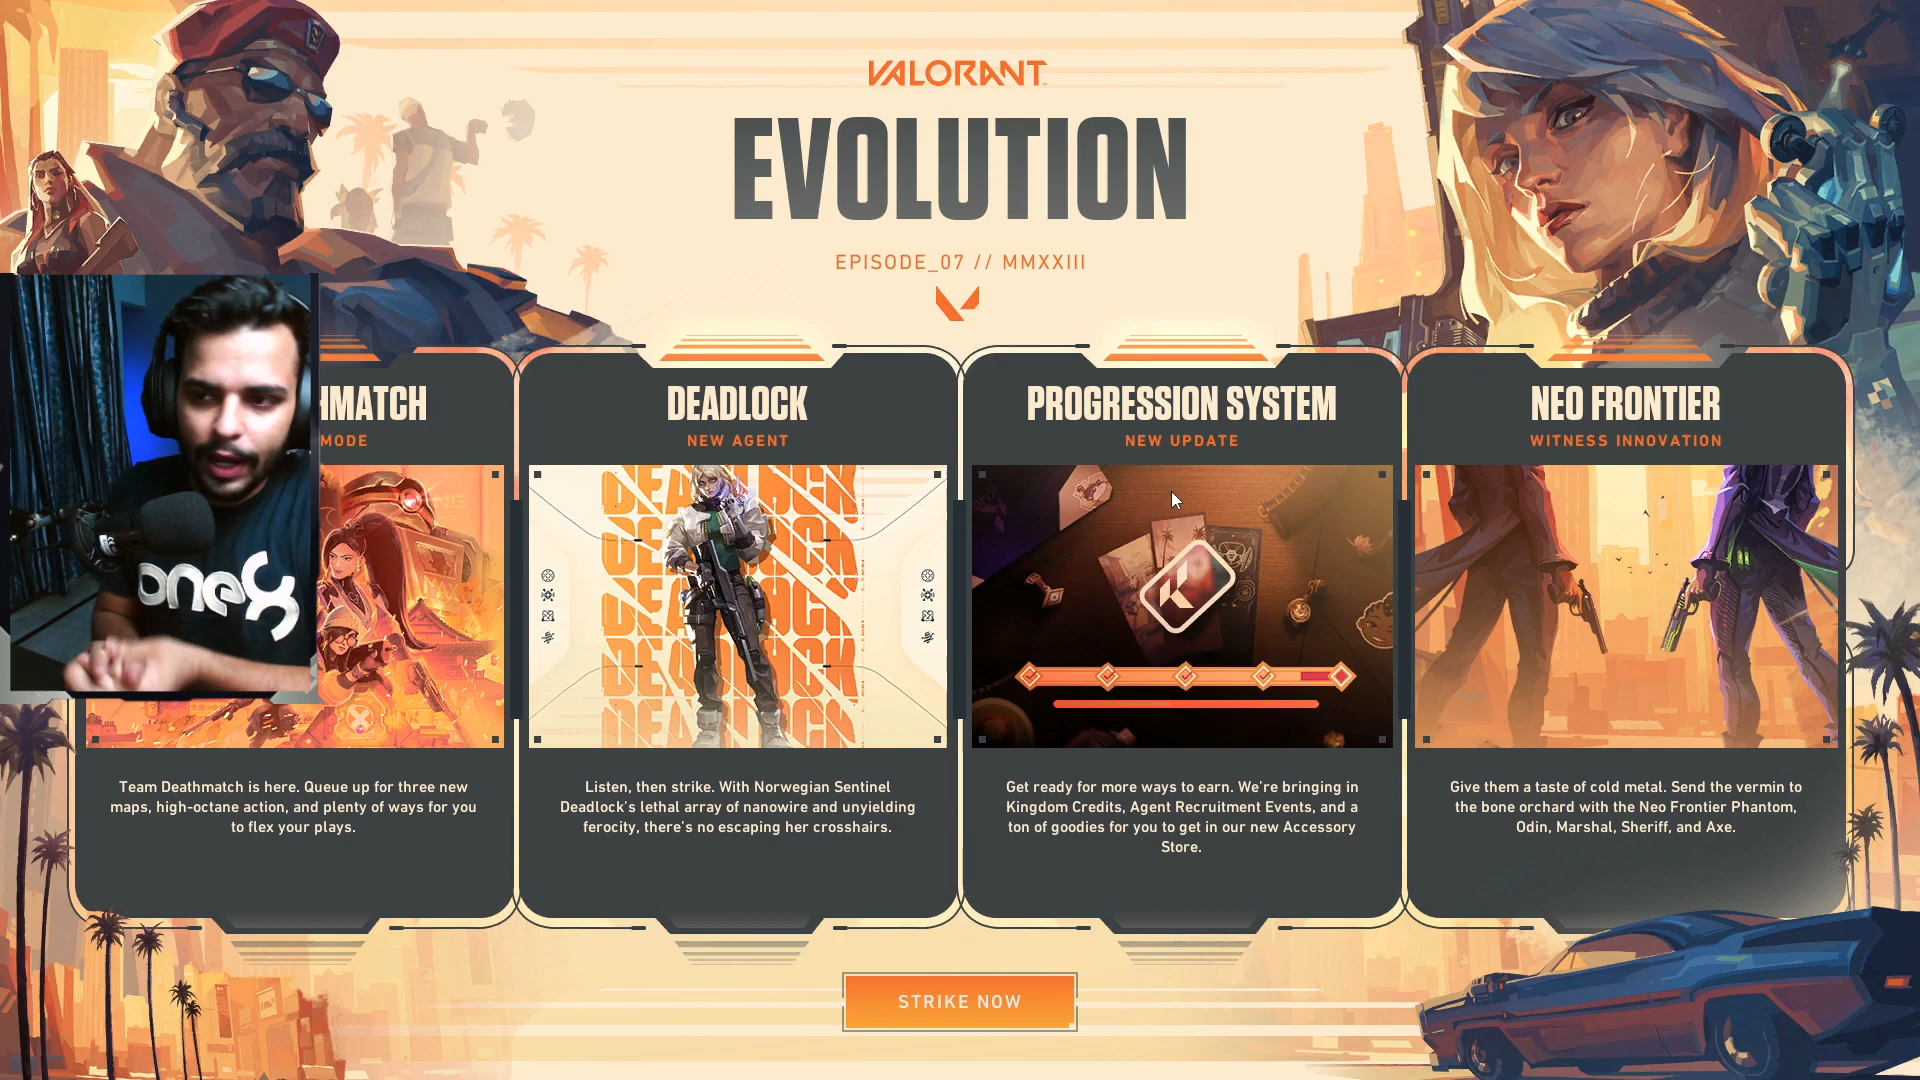 VALORANT
EVOLUTION
EPISODE_07 // MMXXIII
HMATCH
MODE
Team Deathmatch is here. Queue up for three new
maps, high-octane action, and plenty of ways for you
to flex your plays.
DEADLOCK
NEW AGENT
Listen, then strike. With Norwegian Sentinel
Deadlock's lethal array of nanowire and unyielding
ferocity, there's no escaping her crosshairs.
PROGRESSION SYSTEM
NEW UPDATE
Get ready for more ways to earn. We're bringing in
Kingdom Credits, Agent Recruitment Events, and a
ton of goodies for you to get in our new Accessory
Store.
NEO FRONTIER
WITNESS INNOVATION
Give them a taste of cold metal. Send the vermin to
the bone orchard with the Neo Frontier Phantom,
Odin, Marshal, Sheriff, and Axe.
STRIKE NOW